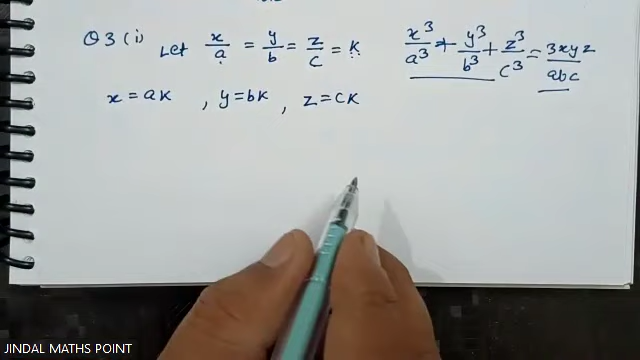 Q3(i) Let x/a = y/b = z/c = k
x³/a³ + y³/b³ + z³/c³ = 3xyz/abc
x = ak , y = bk , z = ck
JINDAL MATHS POINT